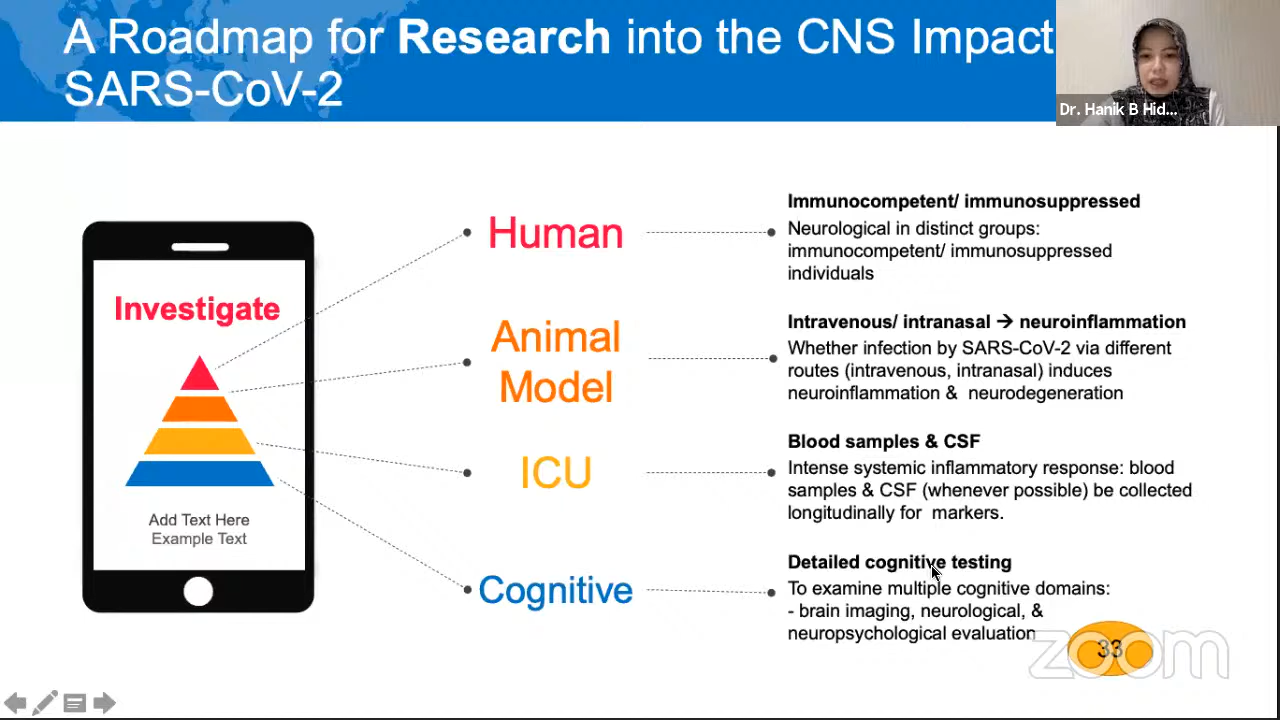 A Roadmap for Research into the CNS Impact
SARS-CoV-2
Dr. Hanik B Hid...
Investigate
Add Text Here
Example Text
Human
Immunocompetent/ immunosuppressed
Neurological in distinct groups:
immunocompetent/ immunosuppressed
individuals
Animal
Model
Intravenous/ intranasal → neuroinflammation
Whether infection by SARS-CoV-2 via different
routes (intravenous, intranasal) induces
neuroinflammation & neurodegeneration
ICU
Blood samples & CSF
Intense systemic inflammatory response: blood
samples & CSF (whenever possible) be collected
longitudinally for markers.
Cognitive
Detailed cognitive testing
To examine multiple cognitive domains:
- brain imaging, neurological, &
neuropsychological evaluation
33
zoom